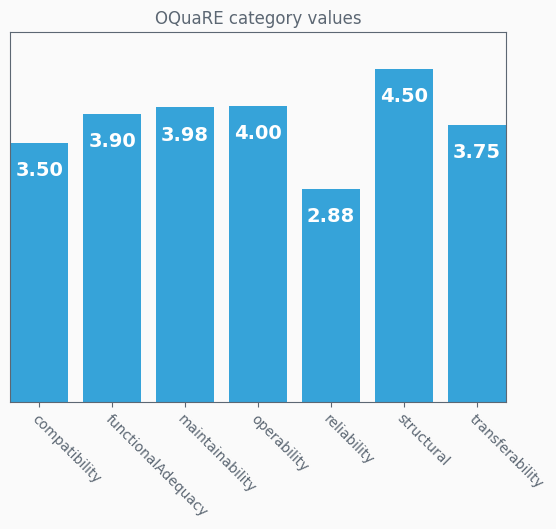 OQuaRE category values
3.50
3.90
3.98
4.00
2.88
4.50
3.75
compatibility
functionalAdequacy
maintainability
operability
reliability
structural
transferability